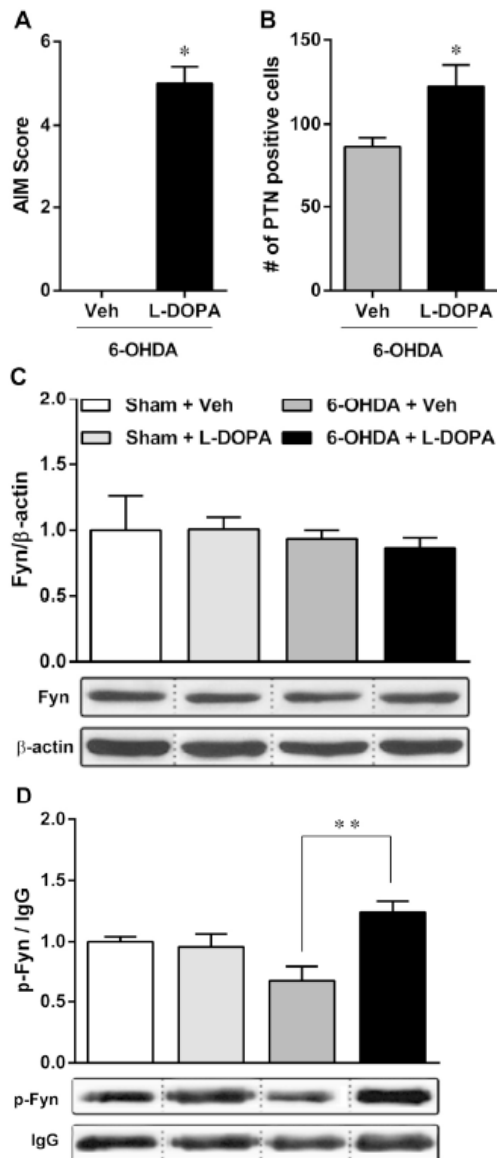 A
AIM Score
6
4
2
0
*
Veh L-DOPA
6-OHDA
B
# of PTN positive cells
150
100
50
0
*
Veh L-DOPA
6-OHDA
C
Fyn/β-actin
2.0
1.5
1.0
0.5
0.0
Sham + Veh 6-OHDA + Veh
Sham + L-DOPA 6-OHDA + L-DOPA
Fyn
β-actin
D
p-Fyn / IgG
2.0
1.5
1.0
0.5
0.0
**
p-Fyn
IgG